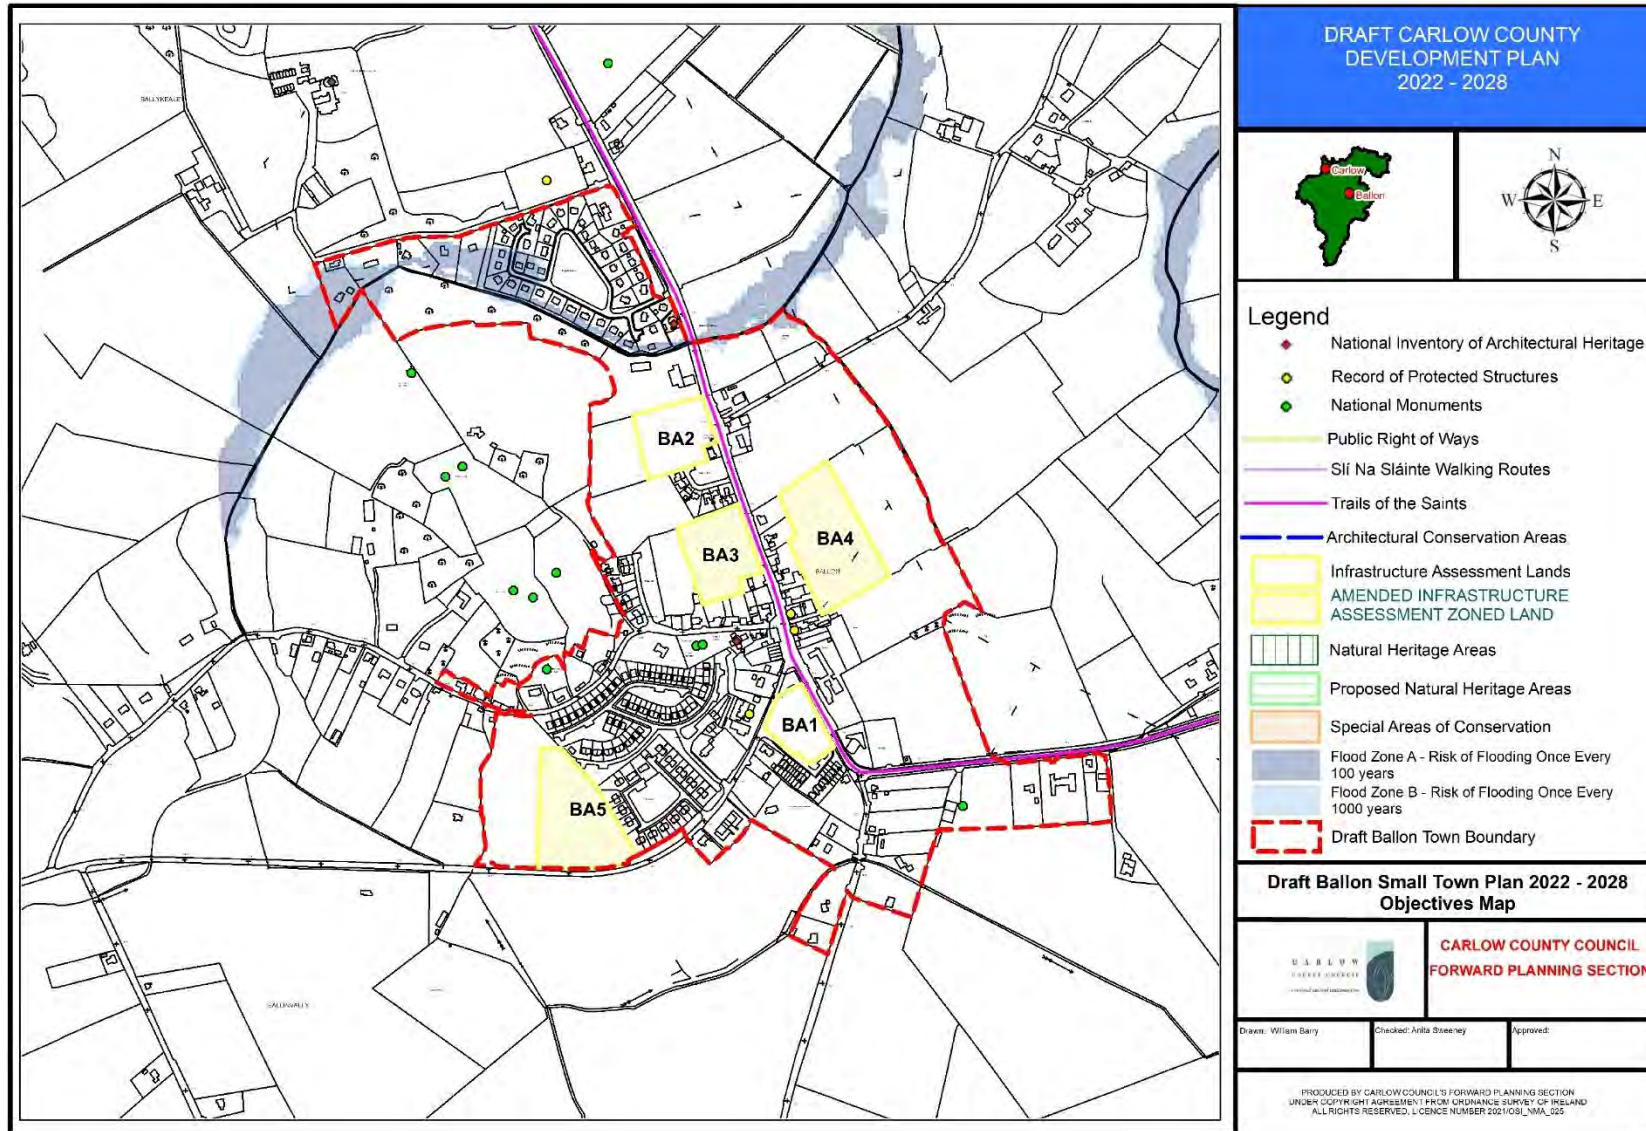 DRAFT CARLOW COUNTY
DEVELOPMENT PLAN
2022 - 2028
Carlow
Ballon
N
W
E
S
Legend
National Inventory of Architectural Heritage
Record of Protected Structures
National Monuments
Public Right of Ways
Slí Na Sláinte Walking Routes
Trails of the Saints
Architectural Conservation Areas
Infrastructure Assessment Lands
AMENDED INFRASTRUCTURE
ASSESSMENT ZONED LAND
Natural Heritage Areas
Proposed Natural Heritage Areas
Special Areas of Conservation
Flood Zone A - Risk of Flooding Once Every
100 years
Flood Zone B - Risk of Flooding Once Every
1000 years
Draft Ballon Town Boundary
Draft Ballon Small Town Plan 2022 - 2028
Objectives Map
CARLOW
COUNTY COUNCIL
CARLOW COUNTY COUNCIL
FORWARD PLANNING SECTION
Drawn: William Barry
Checked: Anita Sweeney
Approved:
PRODUCED BY CARLOW COUNCIL'S FORWARD PLANNING SECTION
UNDER COPYRIGHT AGREEMENT FROM ORDNANCE SURVEY OF IRELAND
ALL RIGHTS RESERVED. LICENCE NUMBER 2021/OSI_NMA_025
BALLYKEALEY
BA2
BA4
BA3
BALLON
BA1
BA5